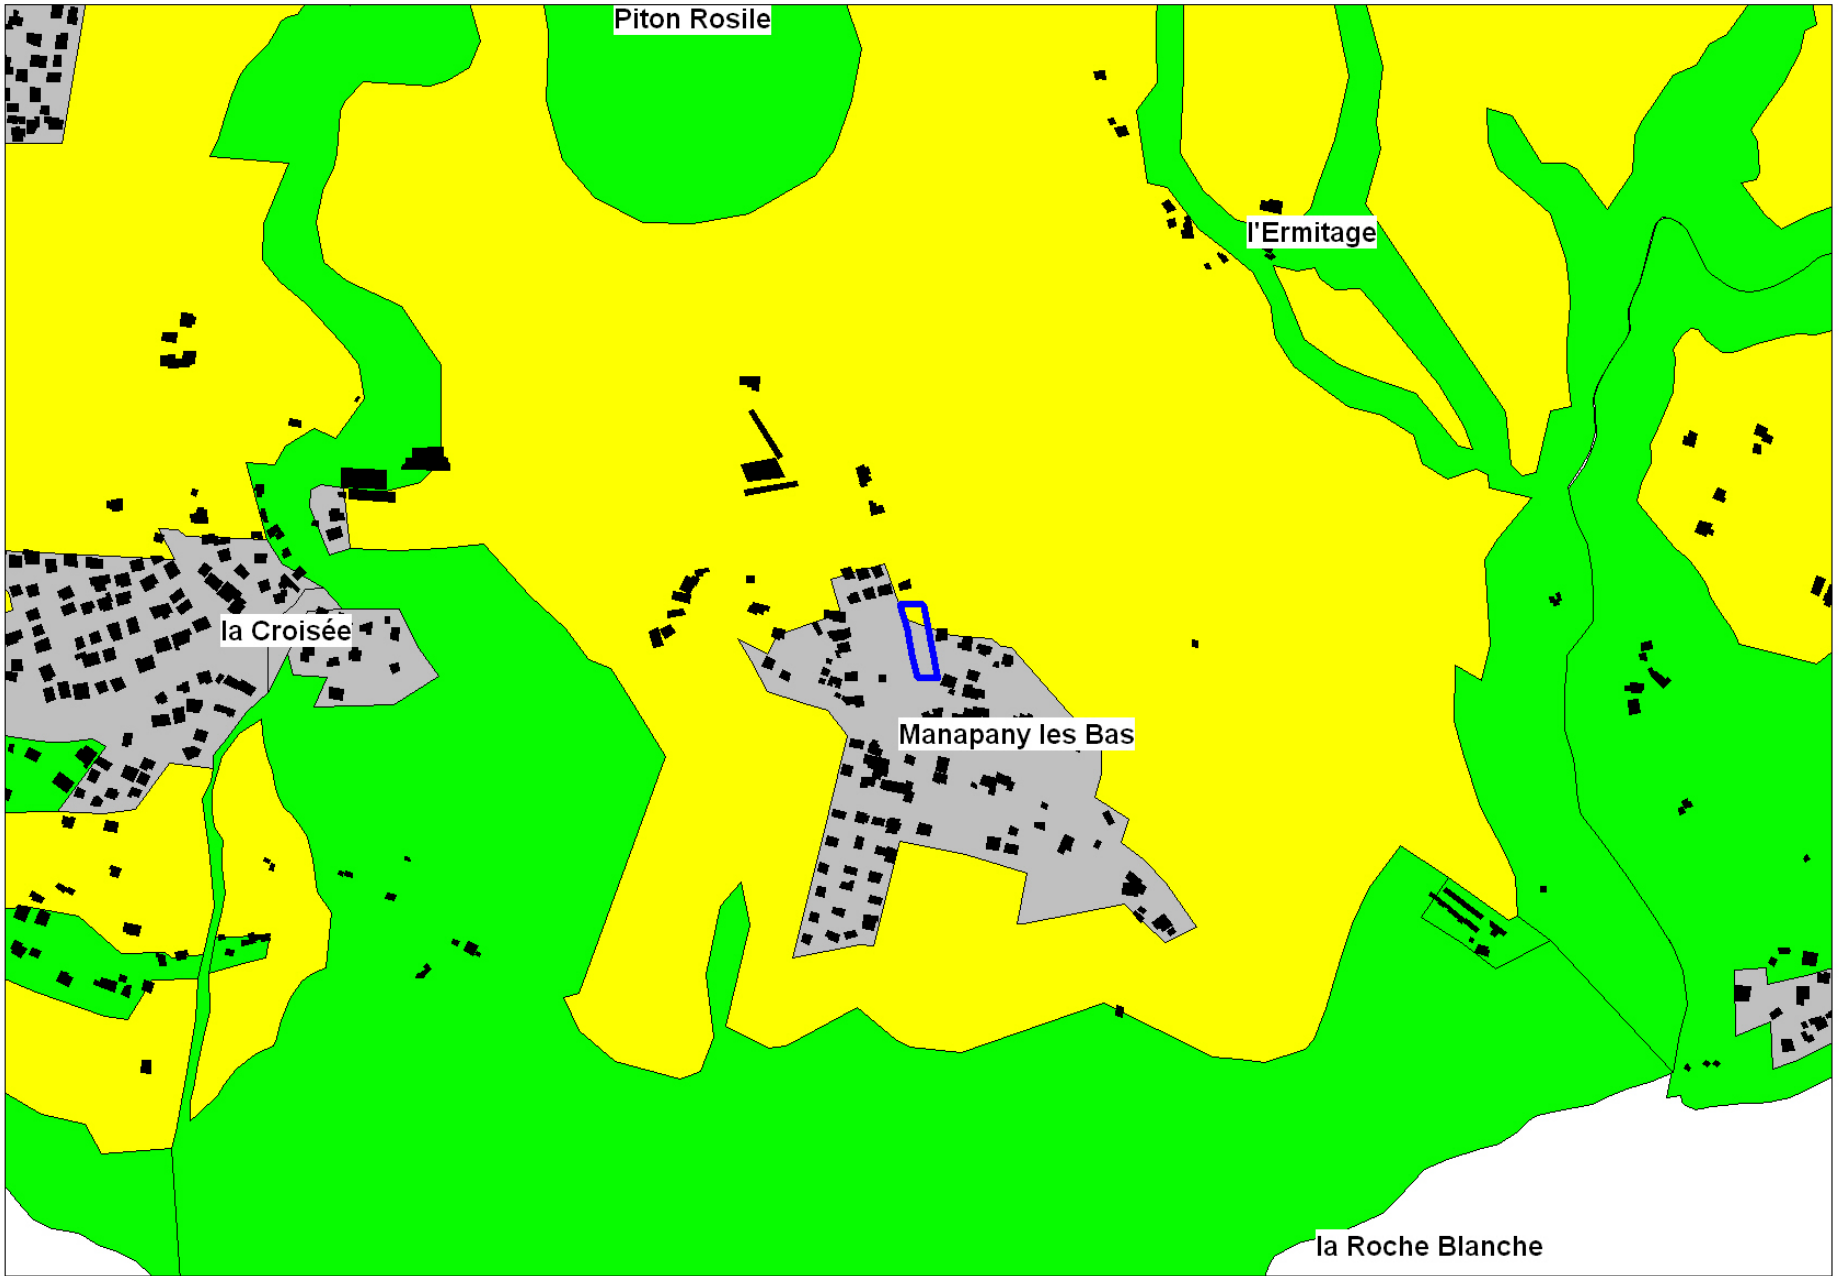 Piton Rosile
l'Ermitage
la Croisée
Manapany les Bas
la Roche Blanche